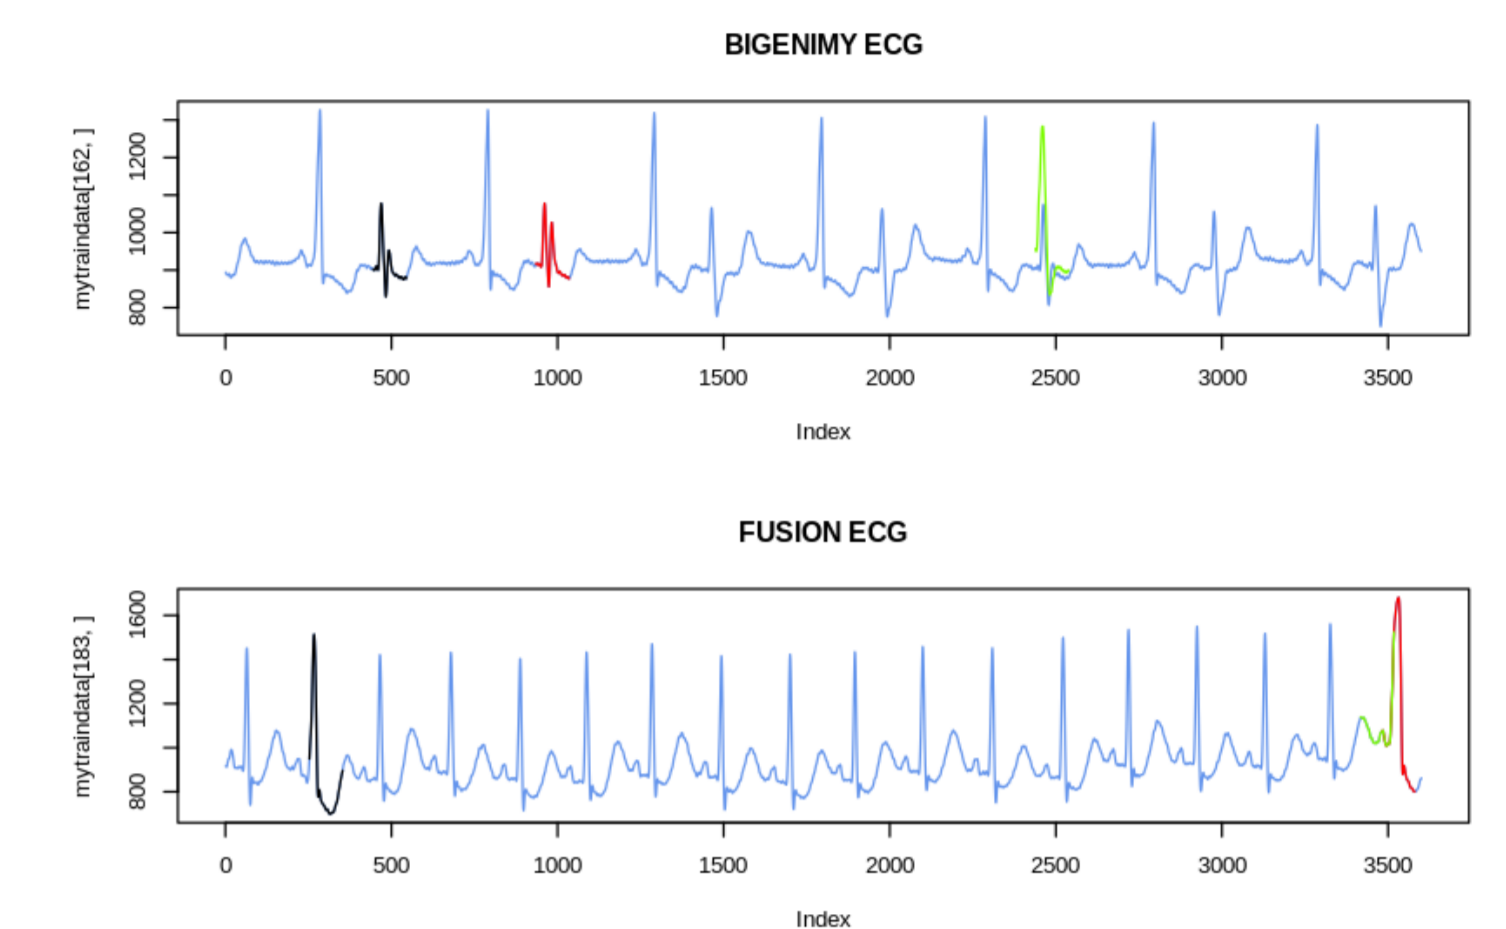 BIGENIMY ECG
mytraindata[162, ]
800 1000 1200
0 500 1000 1500 2000 2500 3000 3500
Index
FUSION ECG
mytraindata[183, ]
800 1200 1600
0 500 1000 1500 2000 2500 3000 3500
Index